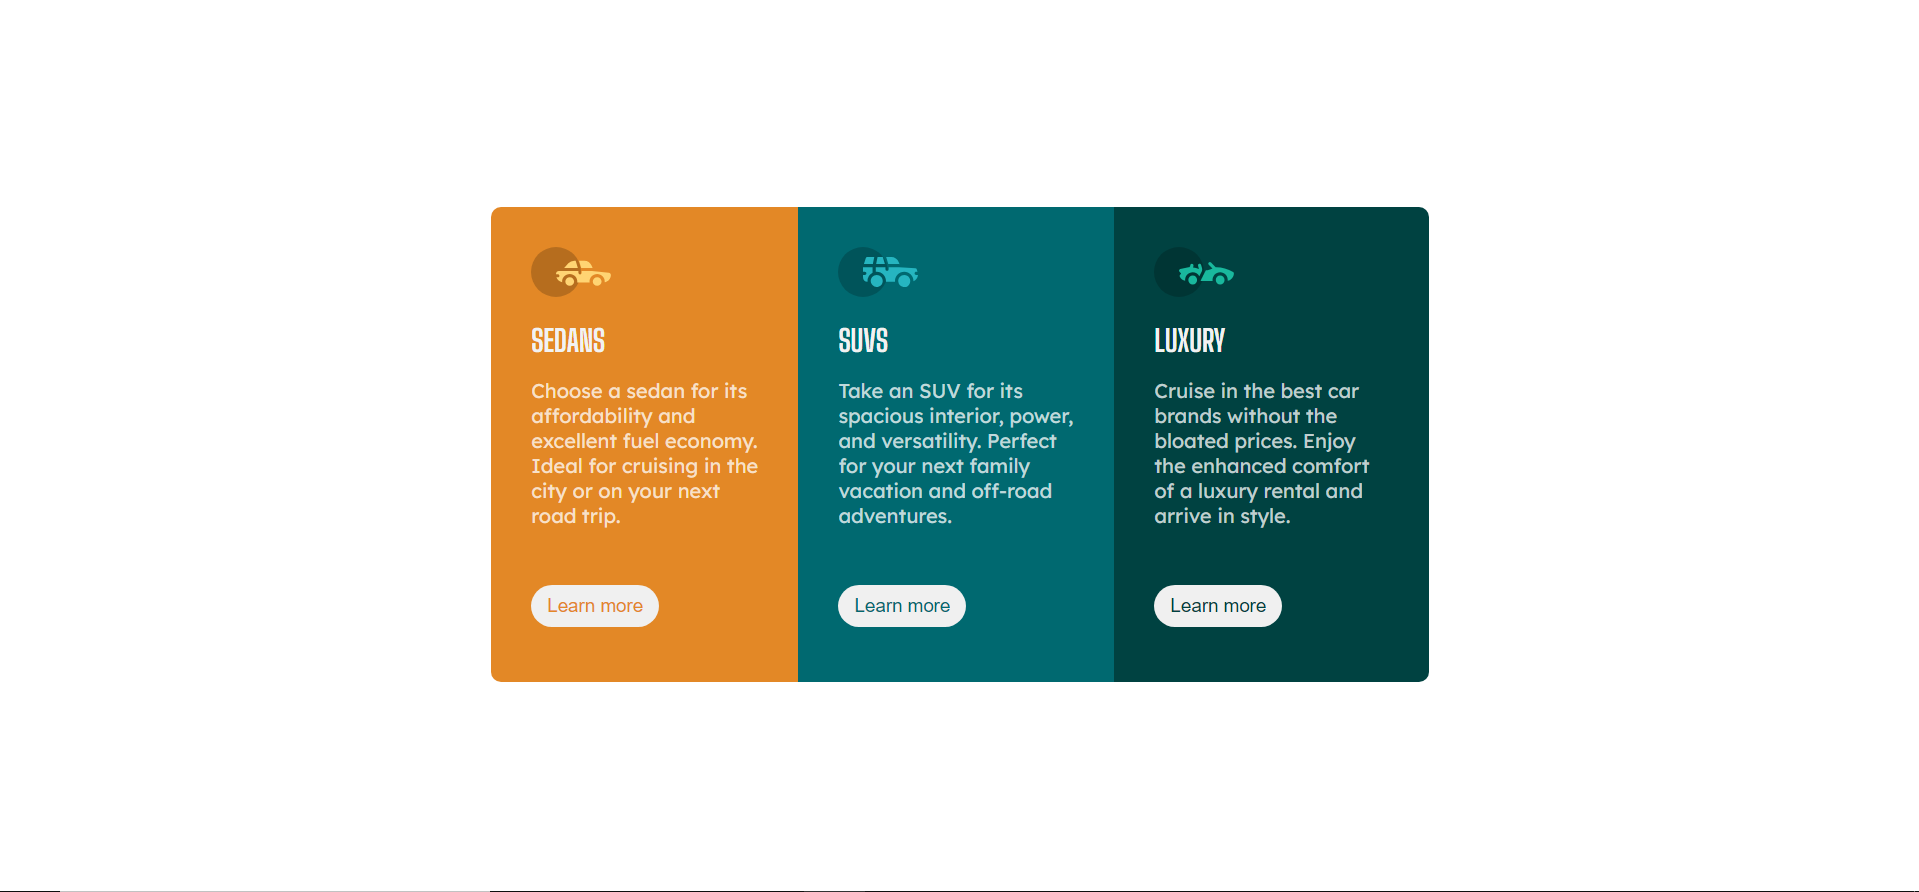 SEDANS
Choose a sedan for its
affordability and
excellent fuel economy.
Ideal for cruising in the
city or on your next
road trip.
Learn more
SUVS
Take an SUV for its
spacious interior, power,
and versatility. Perfect
for your next family
vacation and off-road
adventures.
Learn more
LUXURY
Cruise in the best car
brands without the
bloated prices. Enjoy
the enhanced comfort
of a luxury rental and
arrive in style.
Learn more